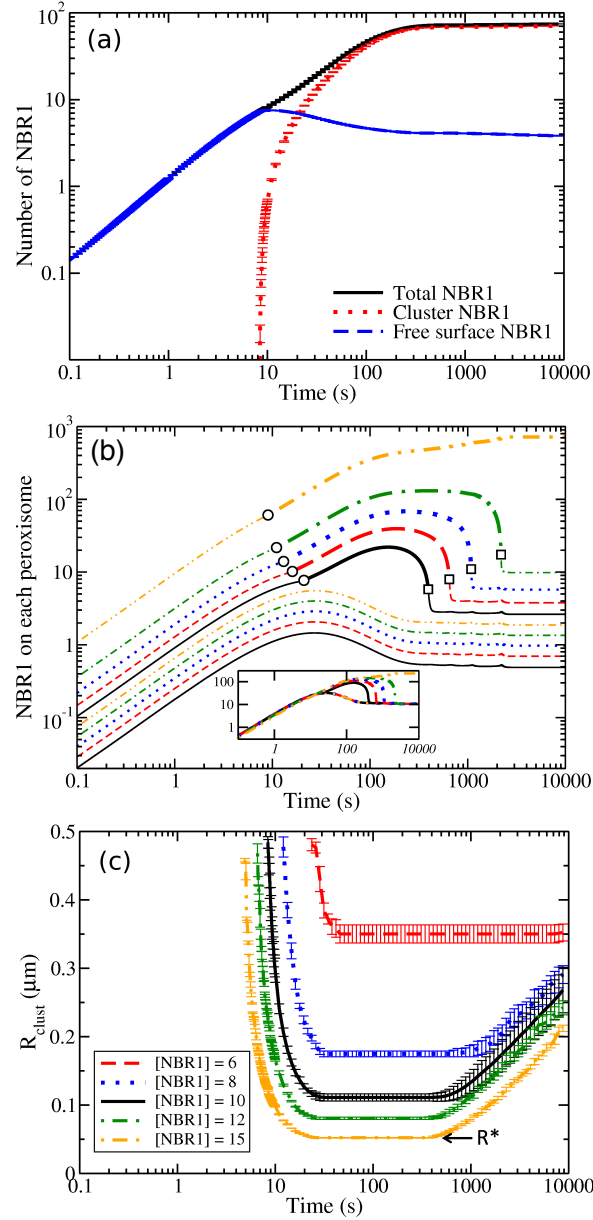 (a)
Number of NBR1
100
10
1
0.1
Total NBR1
Cluster NBR1
Free surface NBR1
0.1 1 10 100 1000 10000
Time (s)
(b)
NBR1 on each peroxisome
10^3
10^2
10
1
10^-1
100
10
1
1 100 10000
0.1 1 10 100 1000 10000
Time (s)
(c)
R_clust (μm)
0.5
0.4
0.3
0.2
0.1
0
[NBR1] = 6
[NBR1] = 8
[NBR1] = 10
[NBR1] = 12
[NBR1] = 15
R*
0.1 1 10 100 1000 10000
Time (s)